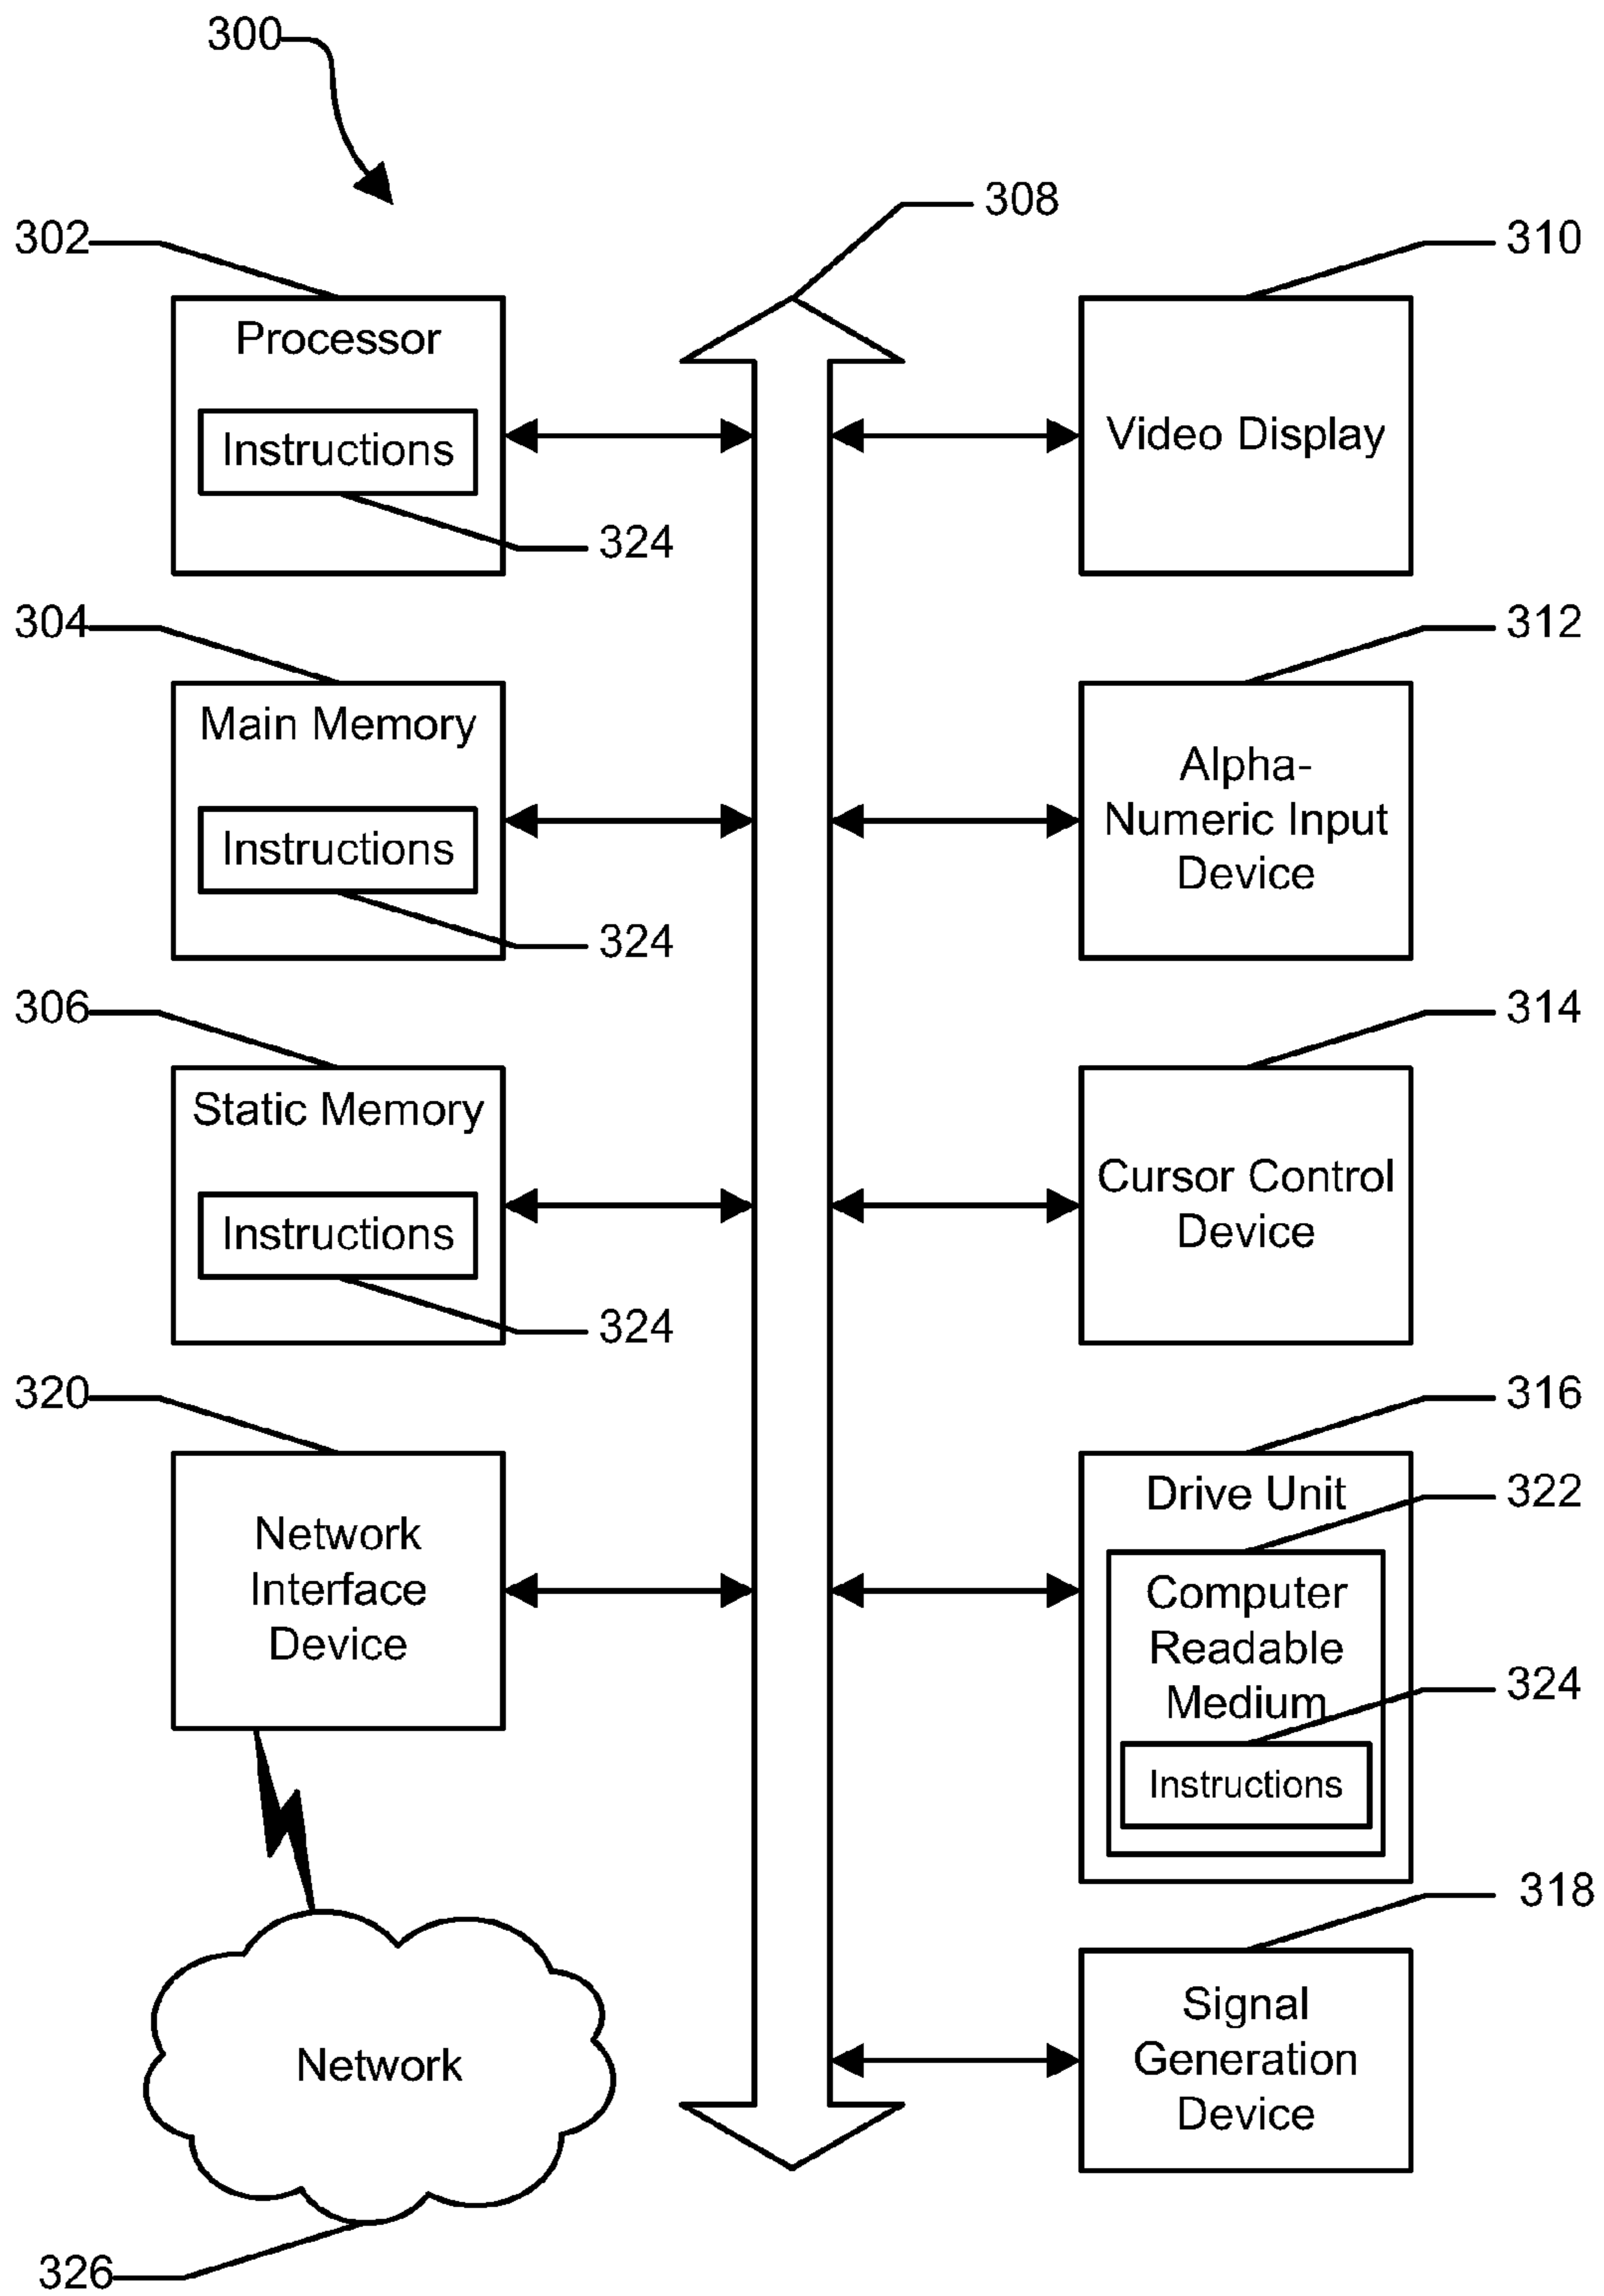 300
308
302
310
Processor
Instructions
324
Video Display
304
312
Main Memory
Instructions
324
Alpha-
Numeric Input
Device
306
314
Static Memory
Instructions
324
Cursor Control
Device
320
316
Network
Interface
Device
Drive Unit
322
Computer
Readable
Medium
324
Instructions
318
Signal
Generation
Device
Network
326